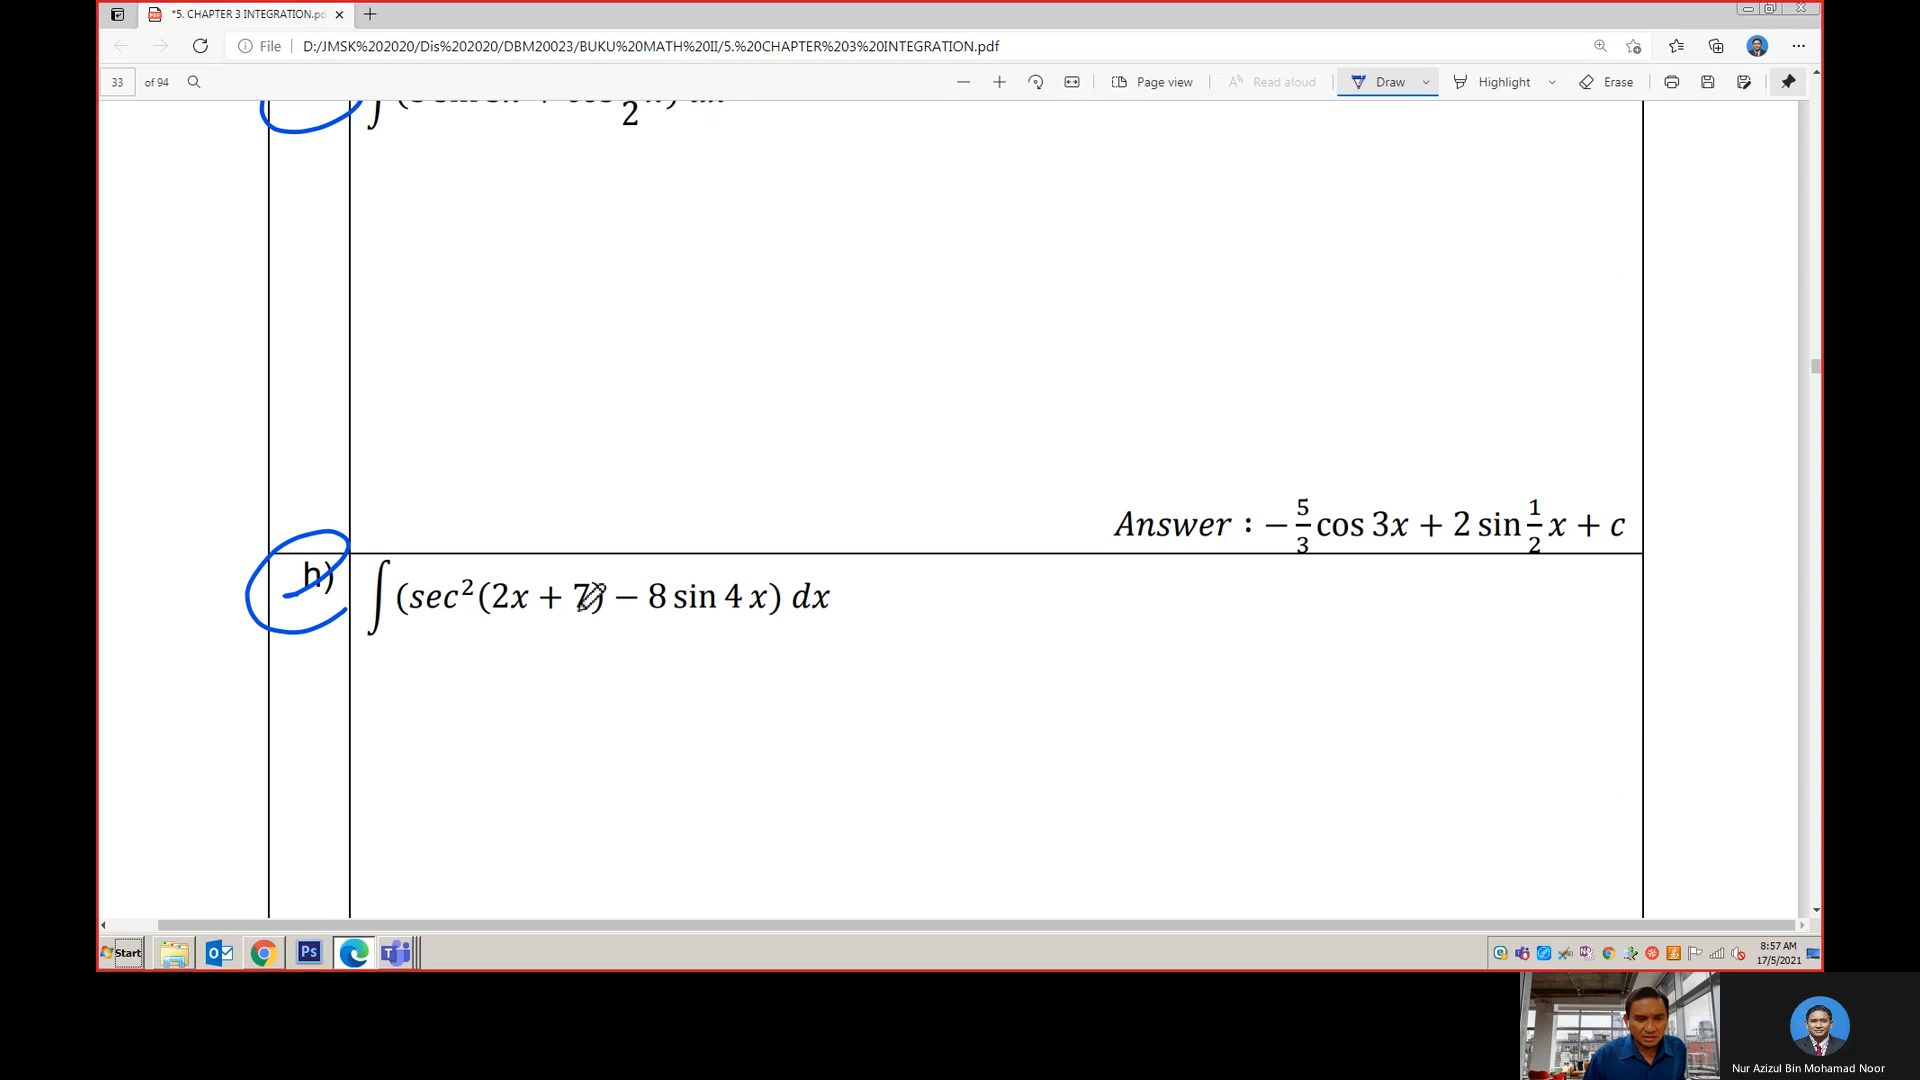 *5. CHAPTER 3 INTEGRATION.pd
File D:/JMSK%202020/Dis%202020/DBM20023/BUKU%20MATH%20II/5.%20CHAPTER%203%20INTEGRATION.pdf
33 of 94 Page view Read aloud Draw Highlight Erase
2
Answer : −5/3 cos 3x + 2 sin 1/2 x + c
h) ∫(sec²(2x + 7) − 8 sin 4 x) dx
Start Ps 8:57 AM
17/5/2021
Nur Azizul Bin Mohamad Noor